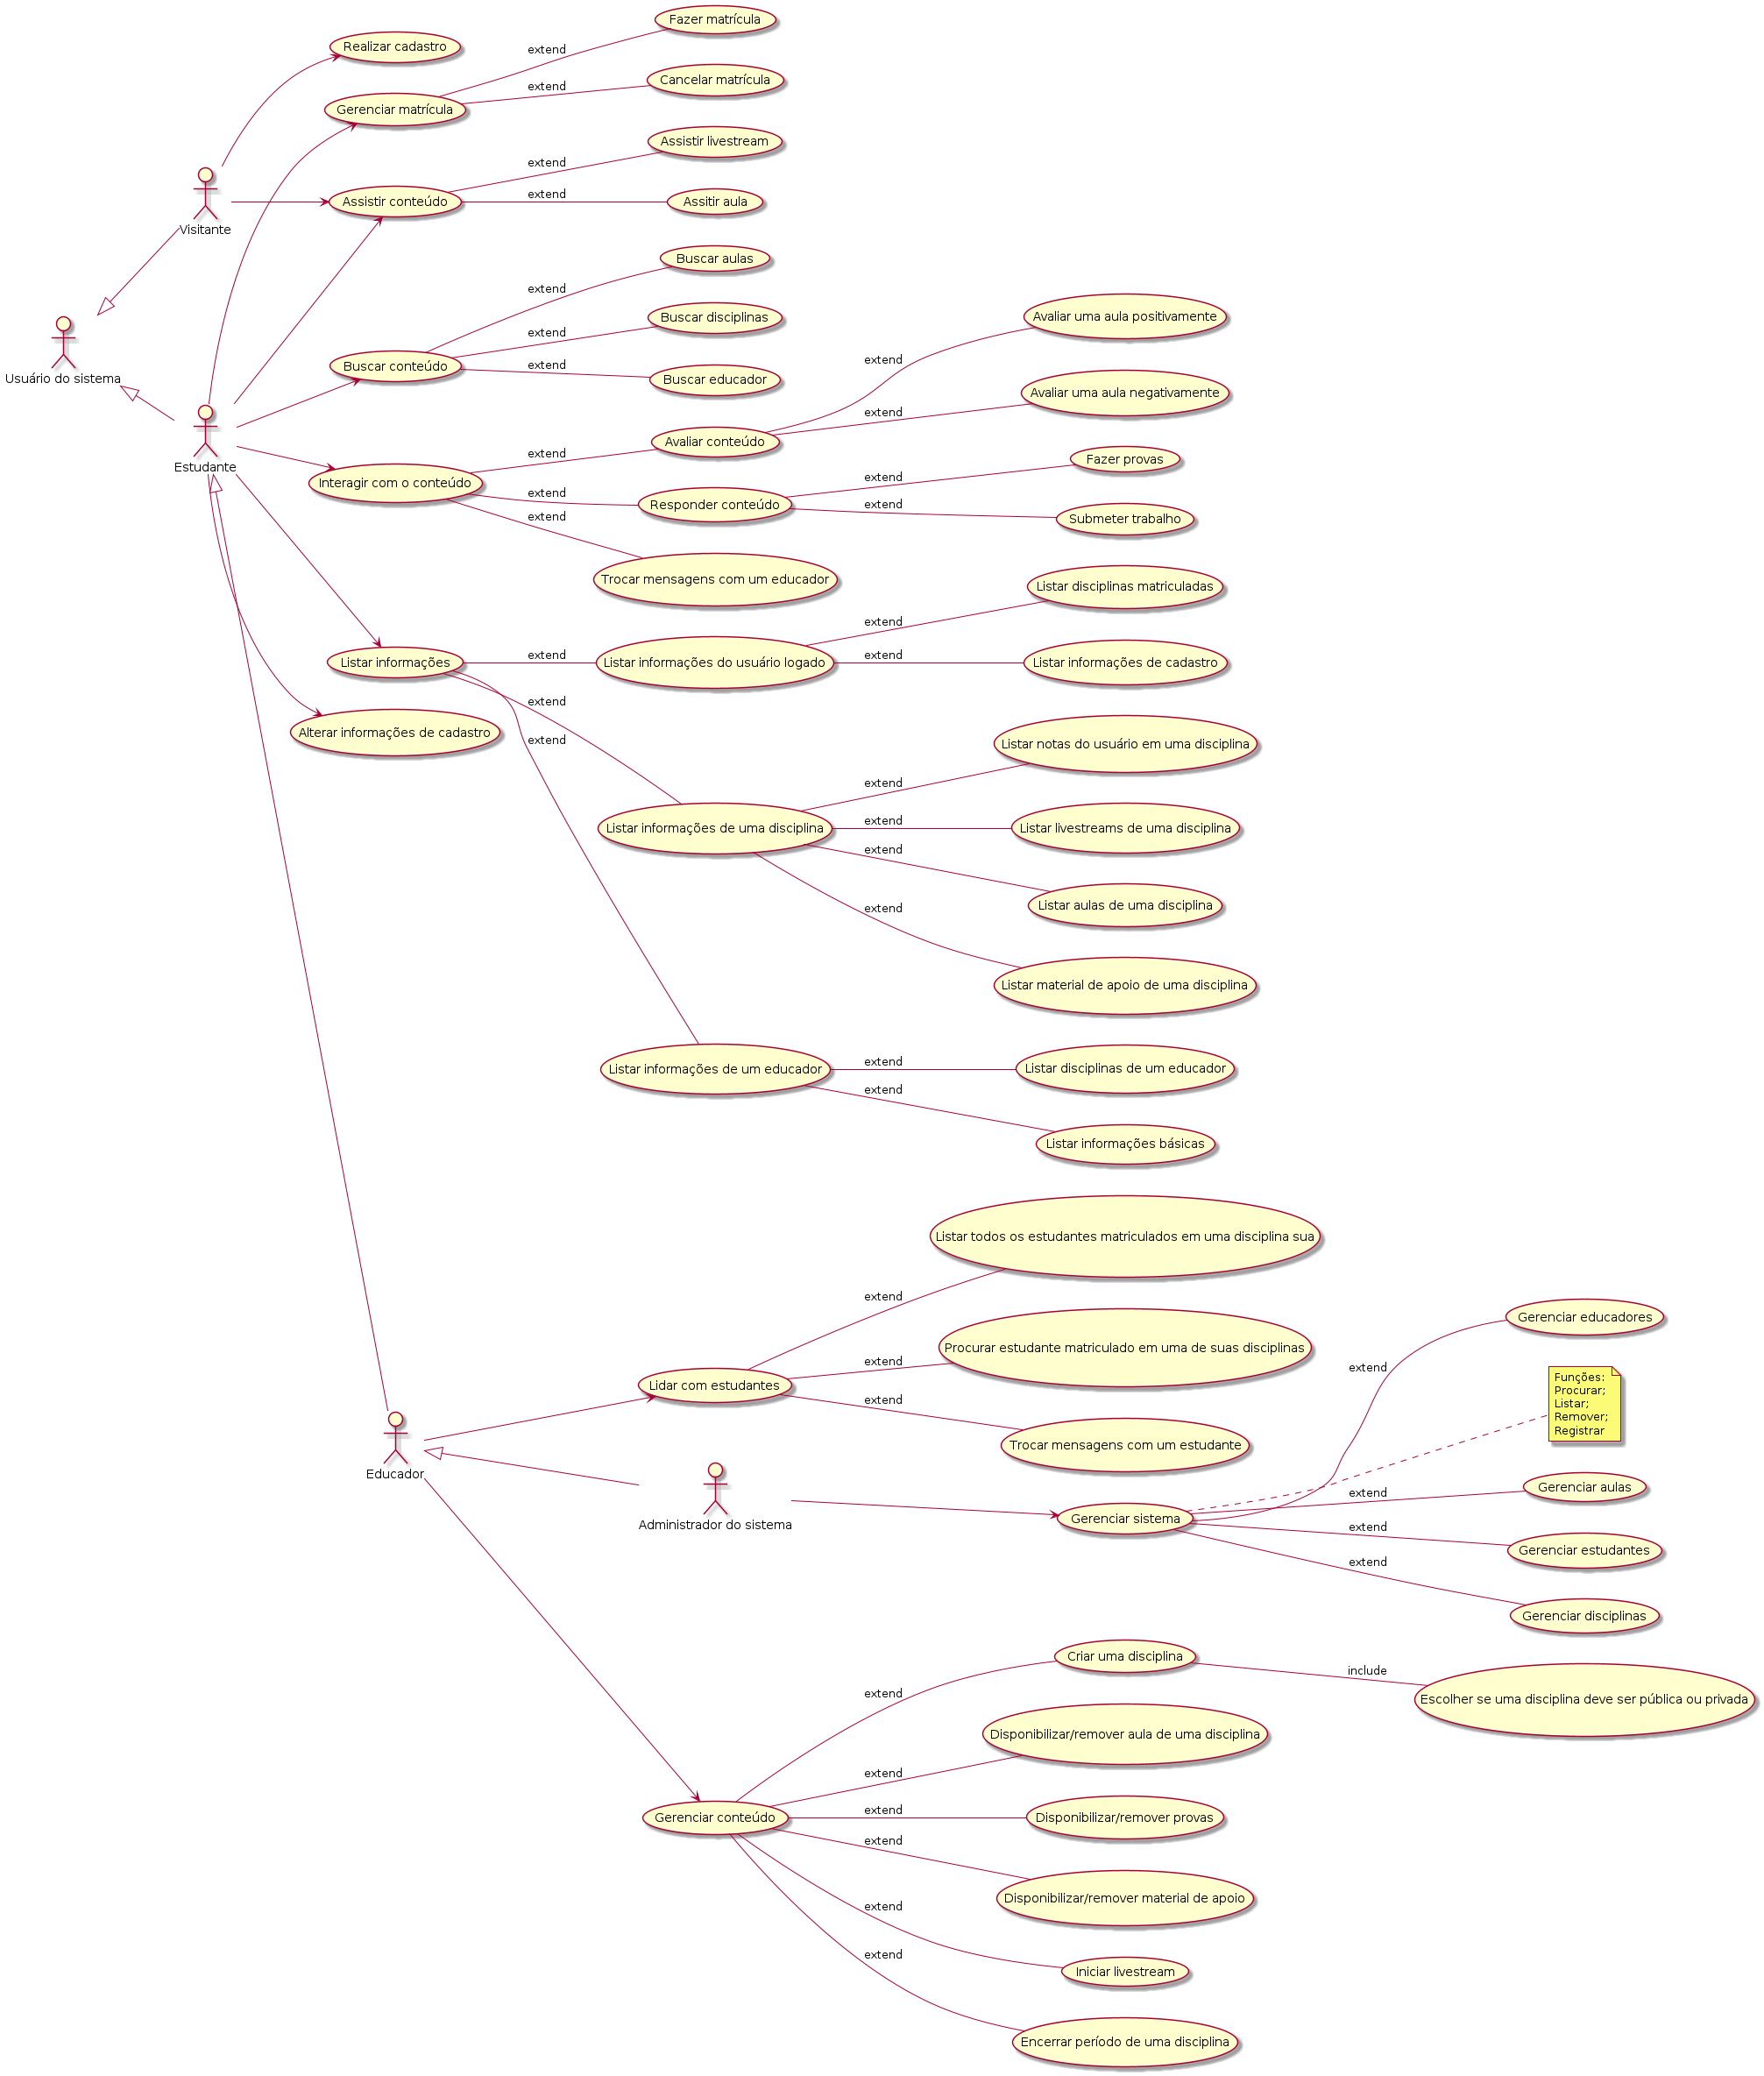 Fazer matrícula
Realizar cadastro
extend
Cancelar matrícula
extend
Gerenciar matrícula
Assistir livestream
extend
extend
Assistir conteúdo
Assitir aula
Visitante
Buscar aulas
extend
Avaliar uma aula positivamente
Buscar disciplinas
extend
extend
Buscar conteúdo
extend
Buscar educador
Usuário do sistema
Avaliar uma aula negativamente
extend
Avaliar conteúdo
extend
Fazer provas
Estudante
extend
Interagir com o conteúdo
extend
Responder conteúdo
extend
extend
Submeter trabalho
Trocar mensagens com um educador
Listar disciplinas matriculadas
extend
extend
extend
Listar informações
Listar informações do usuário logado
Listar informações de cadastro
extend
Alterar informações de cadastro
extend
Listar notas do usuário em uma disciplina
extend
extend
Listar informações de uma disciplina
Listar livestreams de uma disciplina
extend
extend
Listar aulas de uma disciplina
Listar material de apoio de uma disciplina
extend
Listar informações de um educador
Listar disciplinas de um educador
extend
Listar informações básicas
Listar todos os estudantes matriculados em uma disciplina sua
extend
Gerenciar educadores
Procurar estudante matriculado em uma de suas disciplinas
extend
extend
Funções:
Procurar;
Listar;
Remover;
Registrar
Lidar com estudantes
extend
Trocar mensagens com um estudante
Educador
Gerenciar aulas
extend
Administrador do sistema
Gerenciar sistema
extend
Gerenciar estudantes
extend
Gerenciar disciplinas
Criar uma disciplina
include
extend
Escolher se uma disciplina deve ser pública ou privada
Disponibilizar/remover aula de uma disciplina
extend
extend
Gerenciar conteúdo
Disponibilizar/remover provas
extend
Disponibilizar/remover material de apoio
extend
extend
Iniciar livestream
Encerrar período de uma disciplina